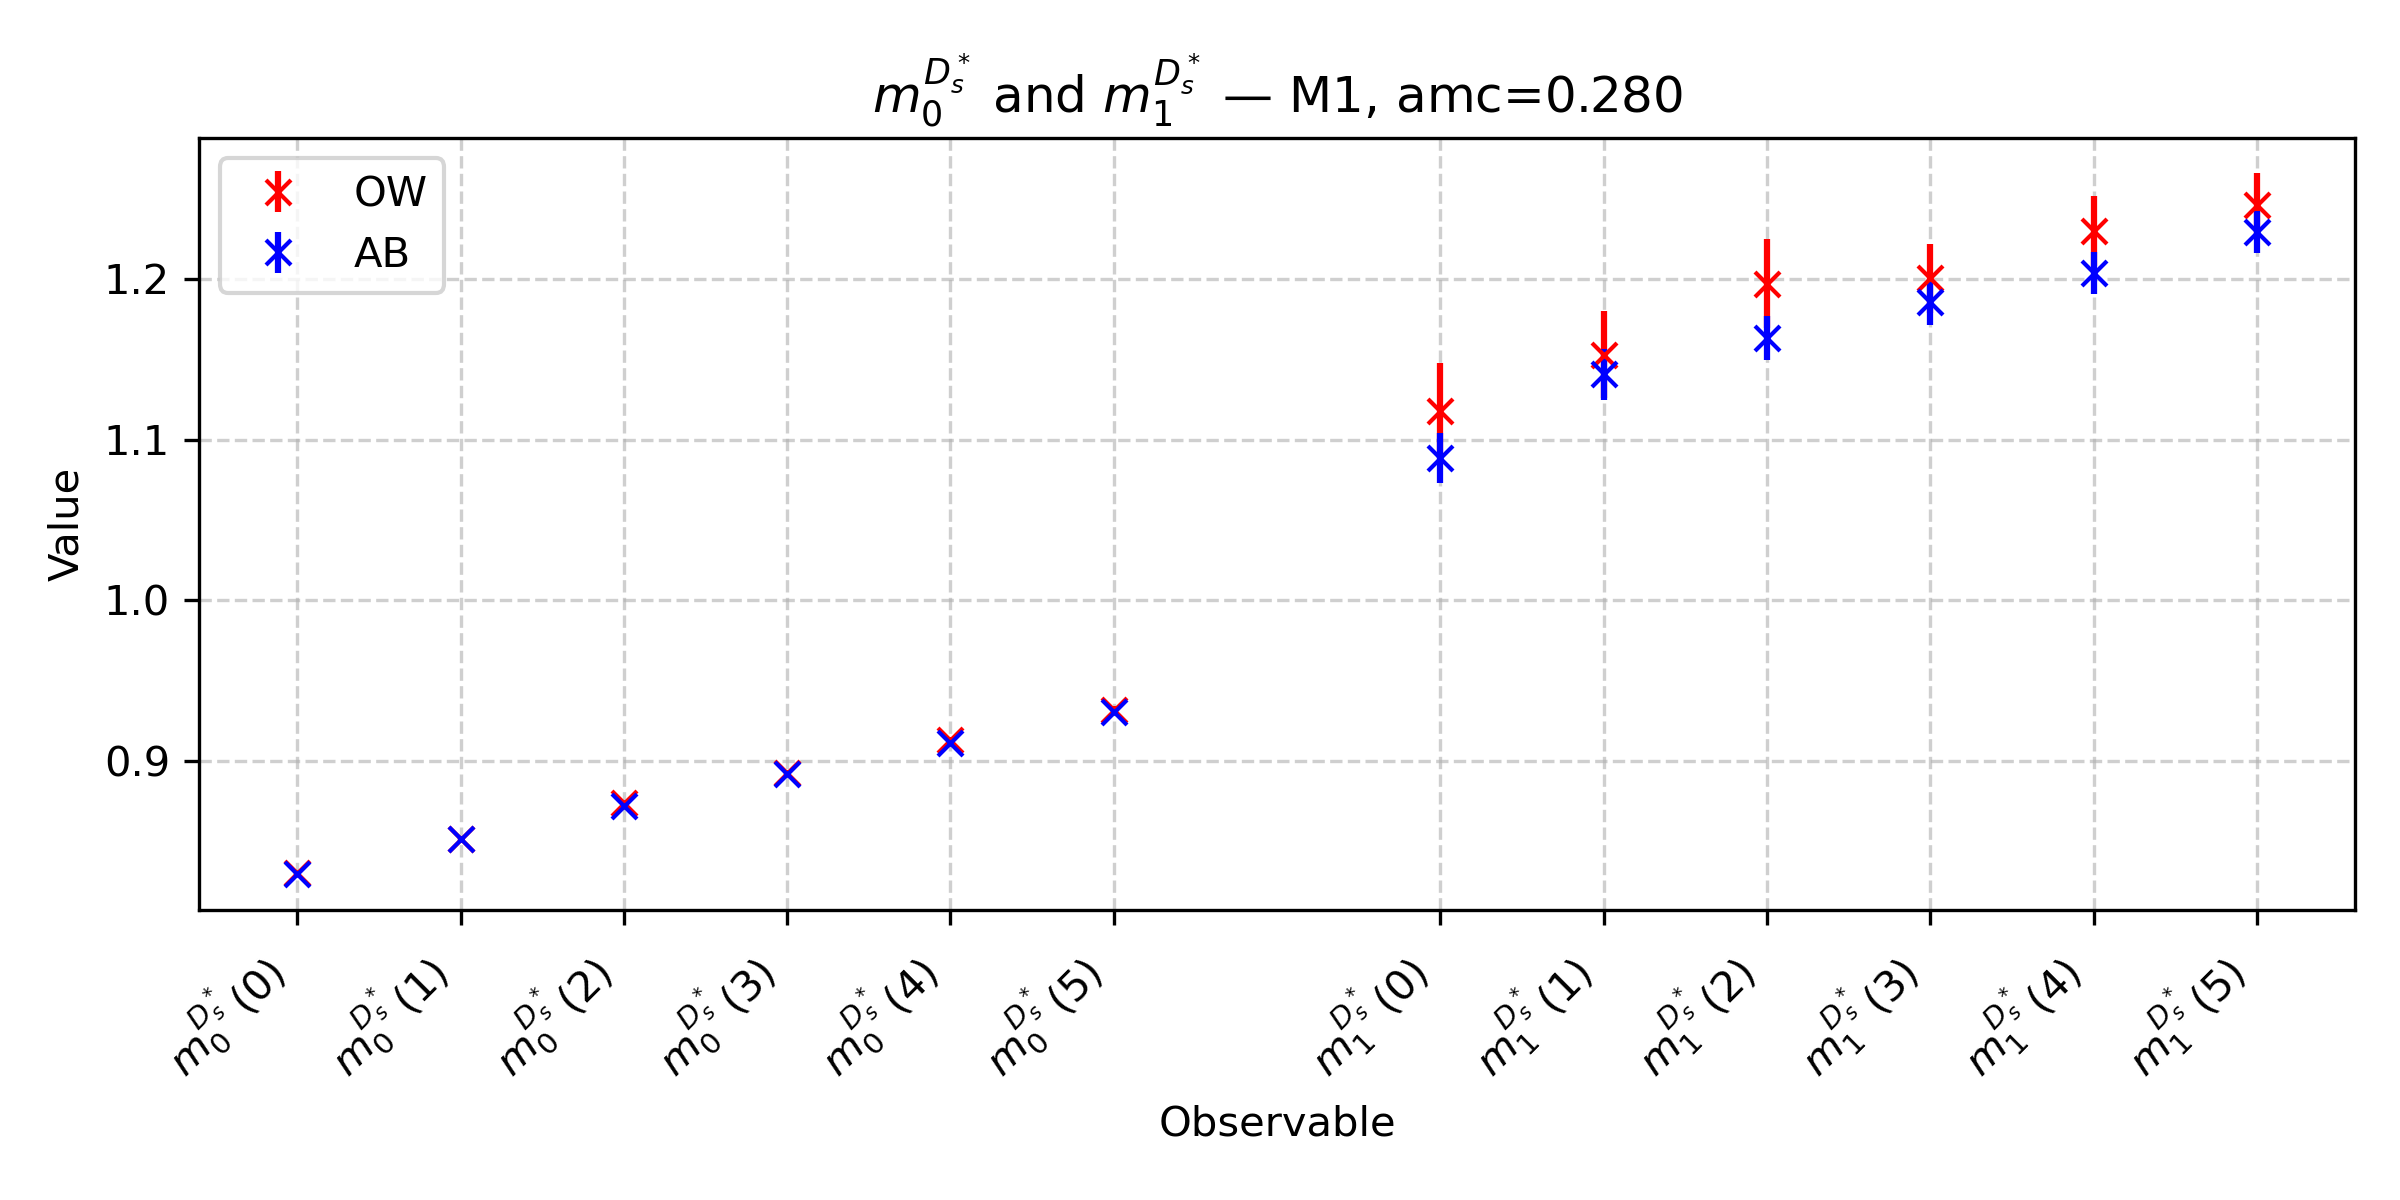 $m_0^{D_s^*}$ and $m_1^{D_s^*}$ — M1, amc=0.280
OW
AB
Value
1.2
1.1
1.0
0.9
$m_0^{D_s^*}(0)$
$m_0^{D_s^*}(1)$
$m_0^{D_s^*}(2)$
$m_0^{D_s^*}(3)$
$m_0^{D_s^*}(4)$
$m_0^{D_s^*}(5)$
$m_1^{D_s^*}(0)$
$m_1^{D_s^*}(1)$
$m_1^{D_s^*}(2)$
$m_1^{D_s^*}(3)$
$m_1^{D_s^*}(4)$
$m_1^{D_s^*}(5)$
Observable